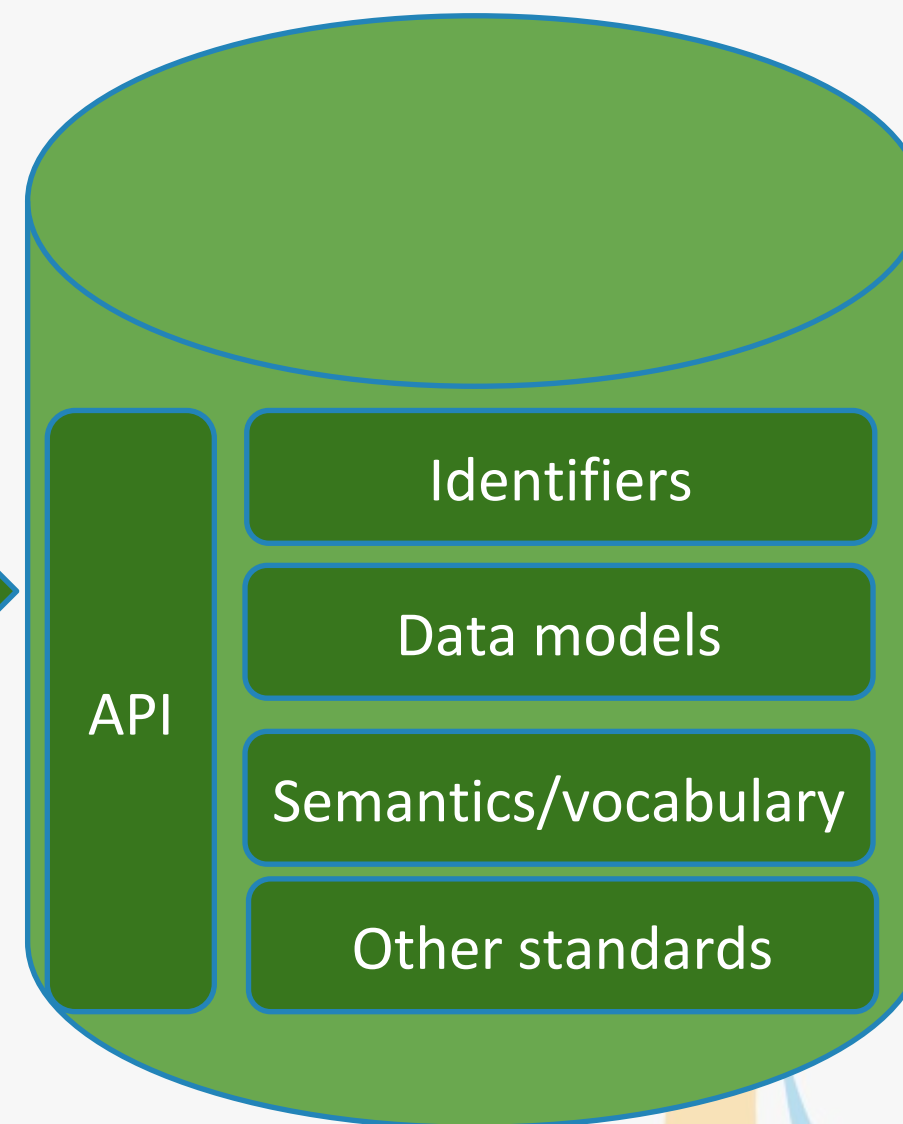 API
Identifiers
Data models
Semantics/vocabulary
Other standards